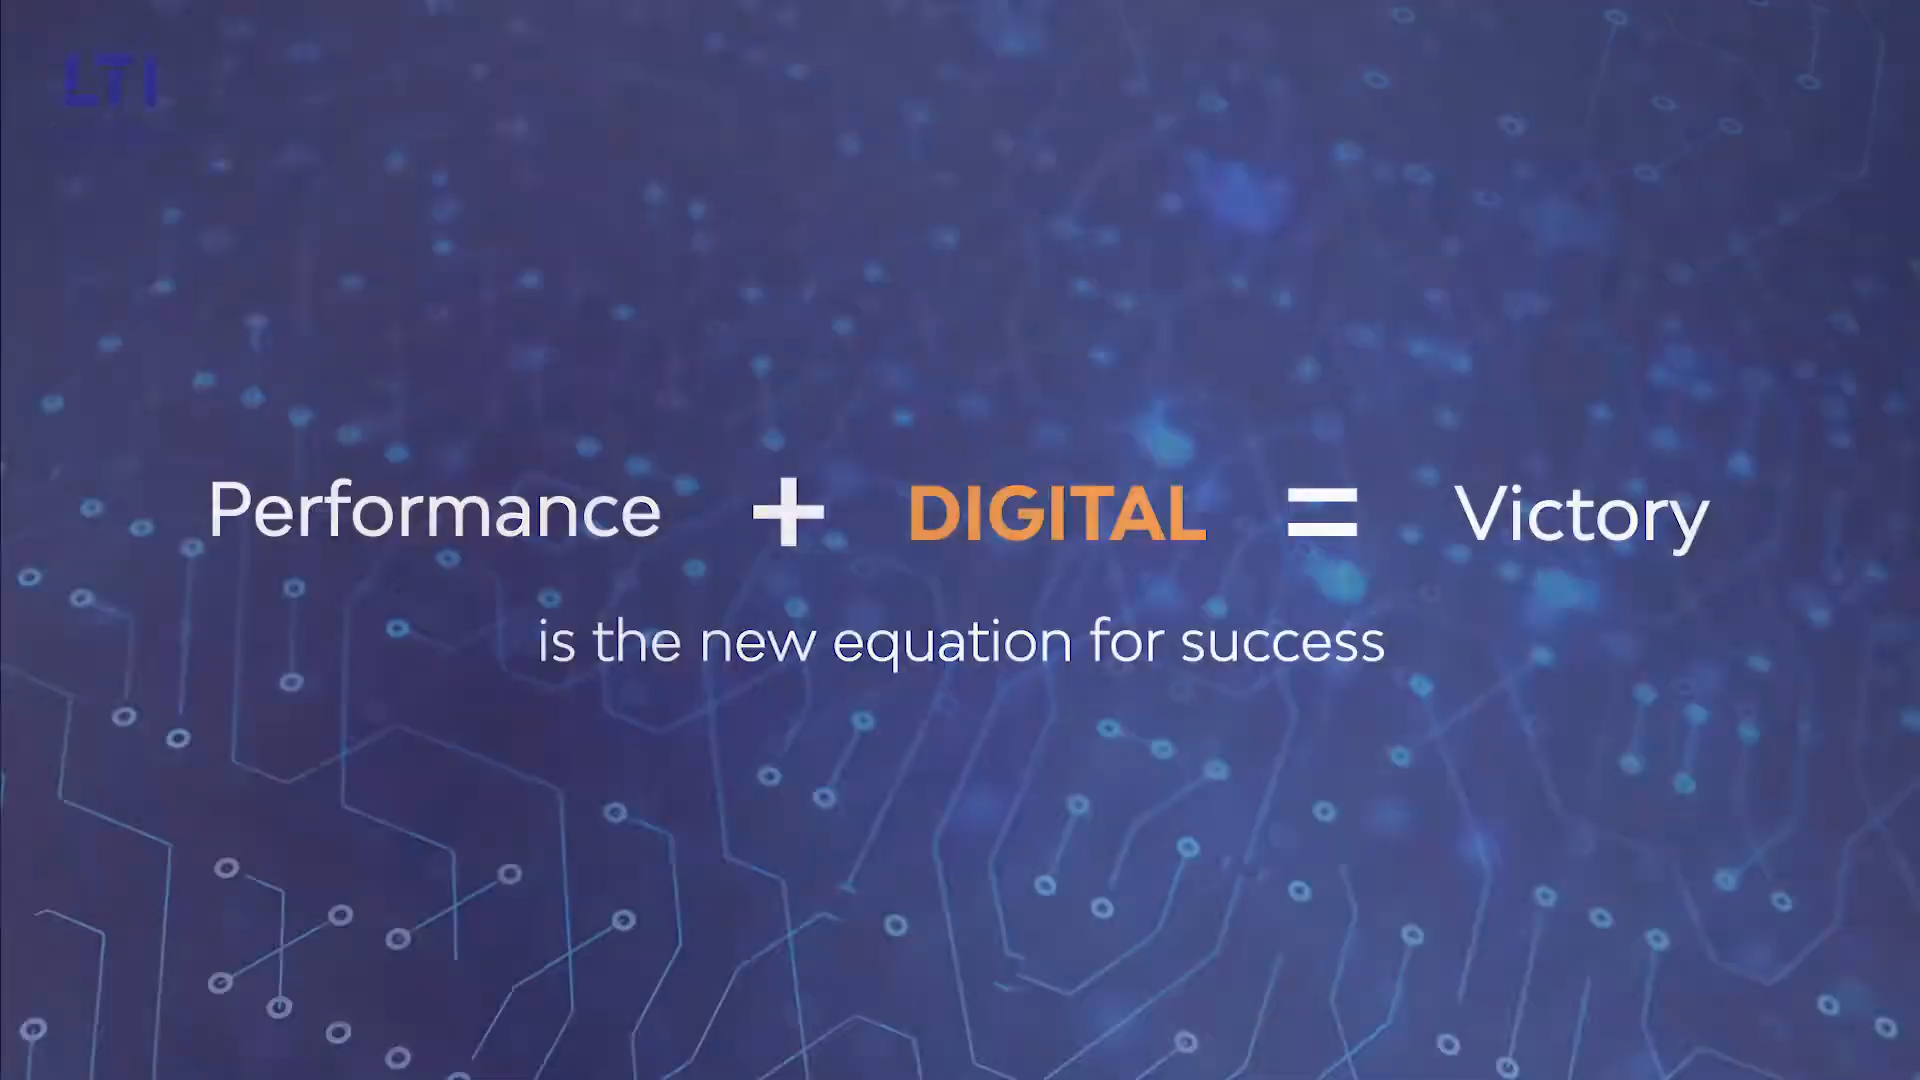 LTI
Performance + DIGITAL = Victory
is the new equation for success